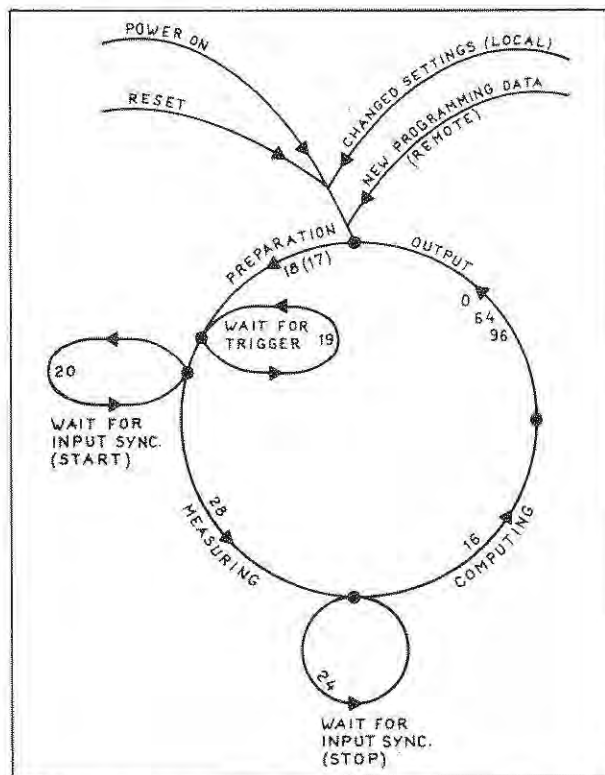 POWER ON
RESET
CHANGED SETTINGS (LOCAL)
NEW PROGRAMMING DATA
(REMOTE)
PREPARATION
18(17)
OUTPUT
0
64
96
WAIT FOR
TRIGGER
19
20
WAIT FOR
INPUT SYNC.
(START)
28
MEASURING
16
COMPUTING
24
WAIT FOR
INPUT SYNC.
(STOP)